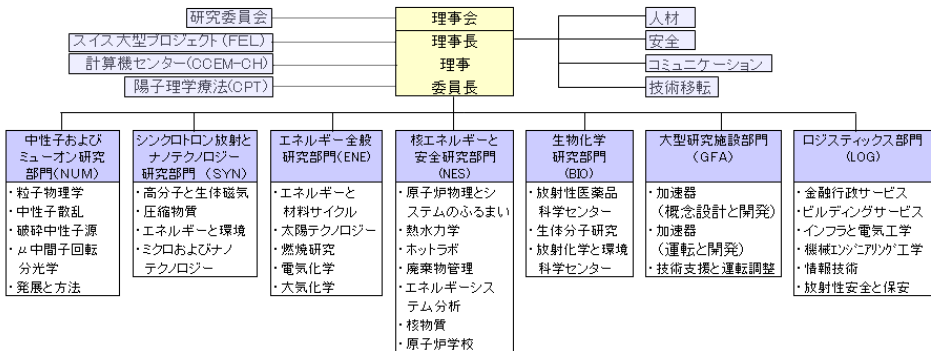 研究委員会
スイス大型プロジェクト(FEL)
計算機センター(CCEM-CH)
陽子理学療法(CPT)
理事会
理事長
理事
委員長
人材
安全
コミュニケーション
技術移転
中性子および
ミューオン研究
部門(NUM)
・粒子物理学
・中性子散乱
・破砕中性子源
・μ中間子回転
分光学
・発展と方法
シンクロトロン放射と
ナノテクノロジー
研究部門 (SYN)
・高分子と生体磁気
・圧縮物質
・エネルギーと環境
・ミクロおよびナノ
テクノロジー
エネルギー全般
研究部門(ENE)
・エネルギーと
材料サイクル
・太陽テクノロジー
・燃焼研究
・電気化学
・大気化学
核エネルギーと
安全研究部門
(NES)
・原子炉物理とシ
ステムのふるまい
・熱水力学
・ホットラボ
・廃棄物管理
・エネルギーシス
テム分析
・核物質
・原子炉学校
生物化学
研究部門
(BIO)
・放射性医薬品
科学センター
・生体分子研究
・放射化学と環境
科学センター
大型研究施設部門
(GFA)
・加速器
(概念設計と開発)
・加速器
(運転と開発)
・技術支援と運転調整
ロジスティックス部門
(LOG)
・金融行政サービス
・ビルディングサービス
・インフラと電気工学
・機械エンジニアリング工学
・情報技術
・放射性安全と保安